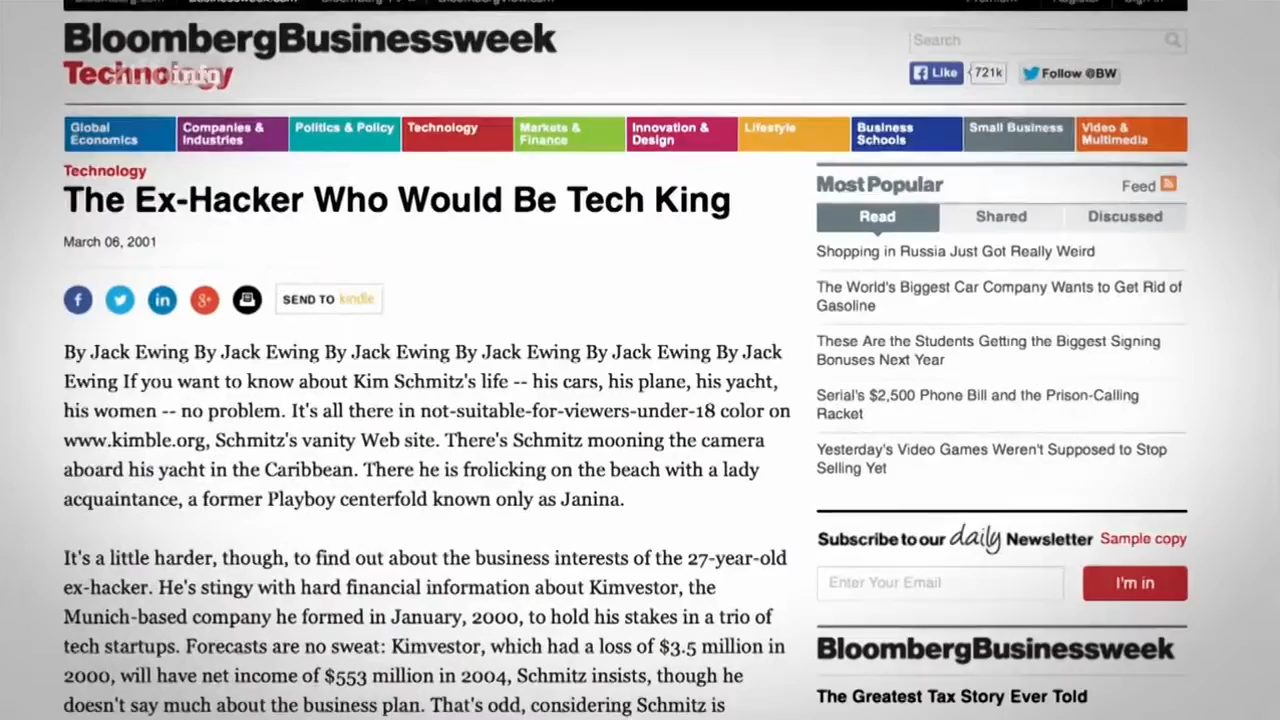 BloombergBusinessweek
Technology
info
Search
Like
721k
Follow @BW
Global Economics
Companies & Industries
Politics & Policy
Technology
Markets & Finance
Innovation & Design
Lifestyle
Business Schools
Small Business
Video & Multimedia
Technology
The Ex-Hacker Who Would Be Tech King
March 06, 2001
SEND TO kindle
By Jack Ewing By Jack Ewing By Jack Ewing By Jack Ewing By Jack Ewing By Jack
Ewing If you want to know about Kim Schmitz's life -- his cars, his plane, his yacht,
his women -- no problem. It's all there in not-suitable-for-viewers-under-18 color on
www.kimble.org, Schmitz's vanity Web site. There's Schmitz mooning the camera
aboard his yacht in the Caribbean. There he is frolicking on the beach with a lady
acquaintance, a former Playboy centerfold known only as Janina.
It's a little harder, though, to find out about the business interests of the 27-year-old
ex-hacker. He's stingy with hard financial information about Kimvestor, the
Munich-based company he formed in January, 2000, to hold his stakes in a trio of
tech startups. Forecasts are no sweat: Kimvestor, which had a loss of $3.5 million in
2000, will have net income of $553 million in 2004, Schmitz insists, though he
doesn't say much about the business plan. That's odd, considering Schmitz is
Most Popular
Feed
Read
Shared
Discussed
Shopping in Russia Just Got Really Weird
The World's Biggest Car Company Wants to Get Rid of
Gasoline
These Are the Students Getting the Biggest Signing
Bonuses Next Year
Serial's $2,500 Phone Bill and the Prison-Calling
Racket
Yesterday's Video Games Weren't Supposed to Stop
Selling Yet
Subscribe to our daily Newsletter Sample copy
Enter Your Email
I'm in
BloombergBusinessweek
The Greatest Tax Story Ever Told